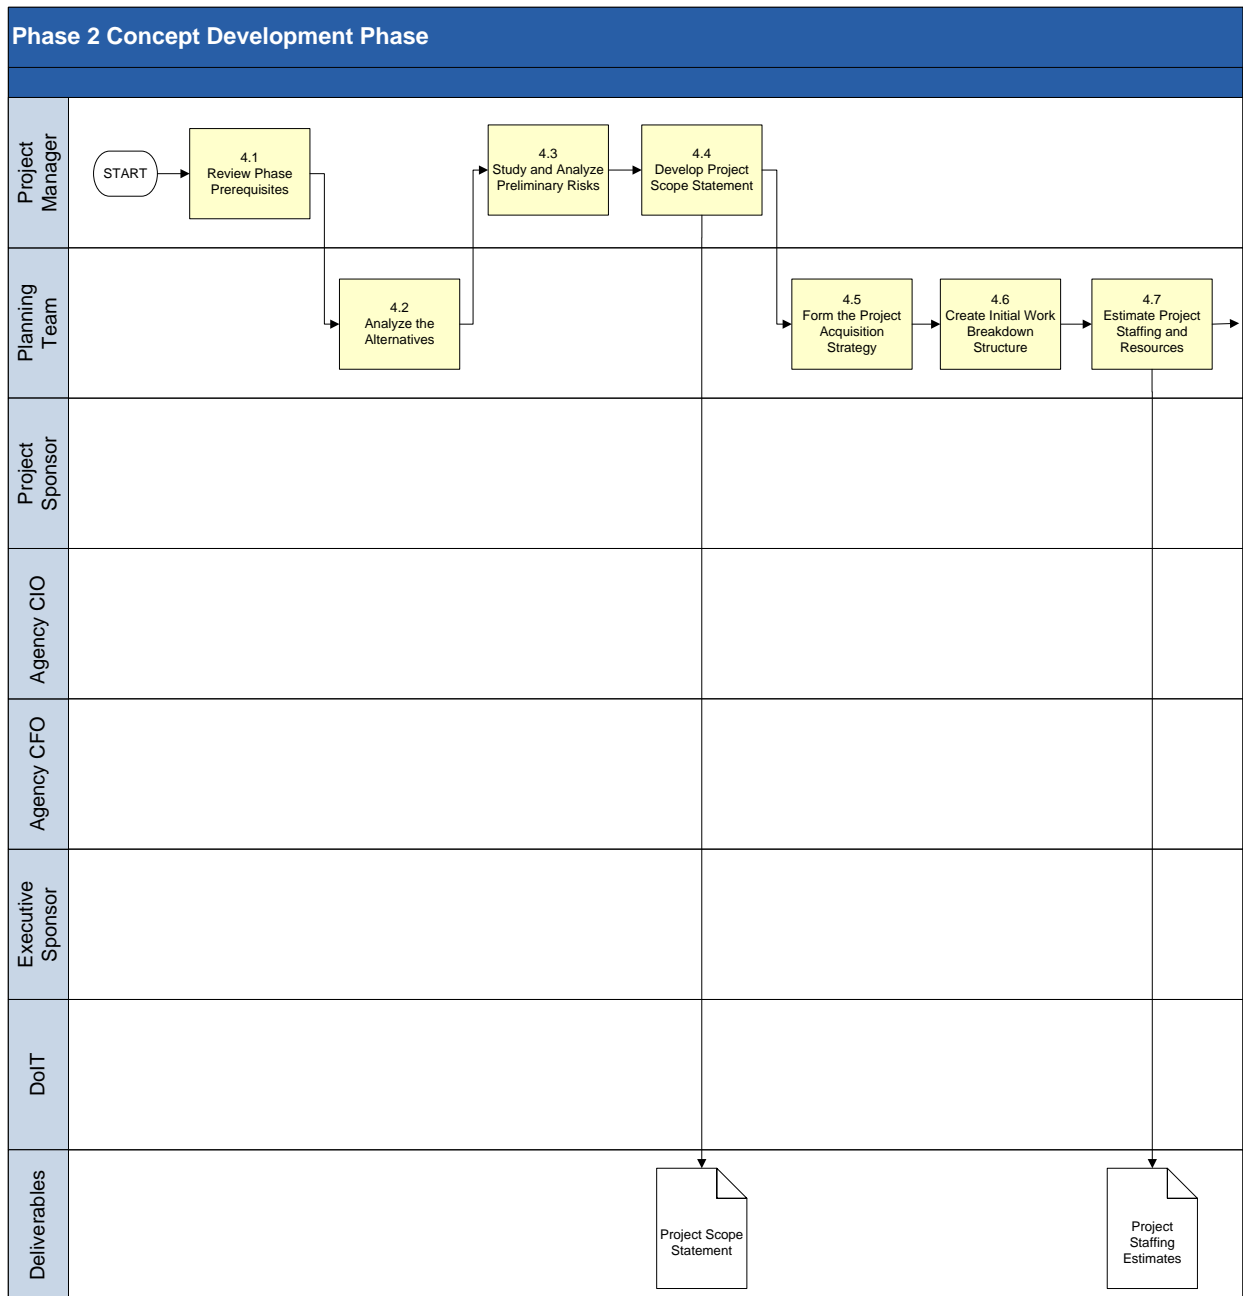 Phase 2 Concept Development Phase
Project
Manager
START
4.1
Review Phase
Prerequisites
4.3
Study and Analyze
Preliminary Risks
4.4
Develop Project
Scope Statement
Planning
Team
4.2
Analyze the
Alternatives
4.5
Form the Project
Acquisition
Strategy
4.6
Create Initial Work
Breakdown
Structure
4.7
Estimate Project
Staffing and
Resources
Project
Sponsor
Agency CIO
Agency CFO
Executive
Sponsor
DoIT
Deliverables
Project Scope
Statement
Project
Staffing
Estimates